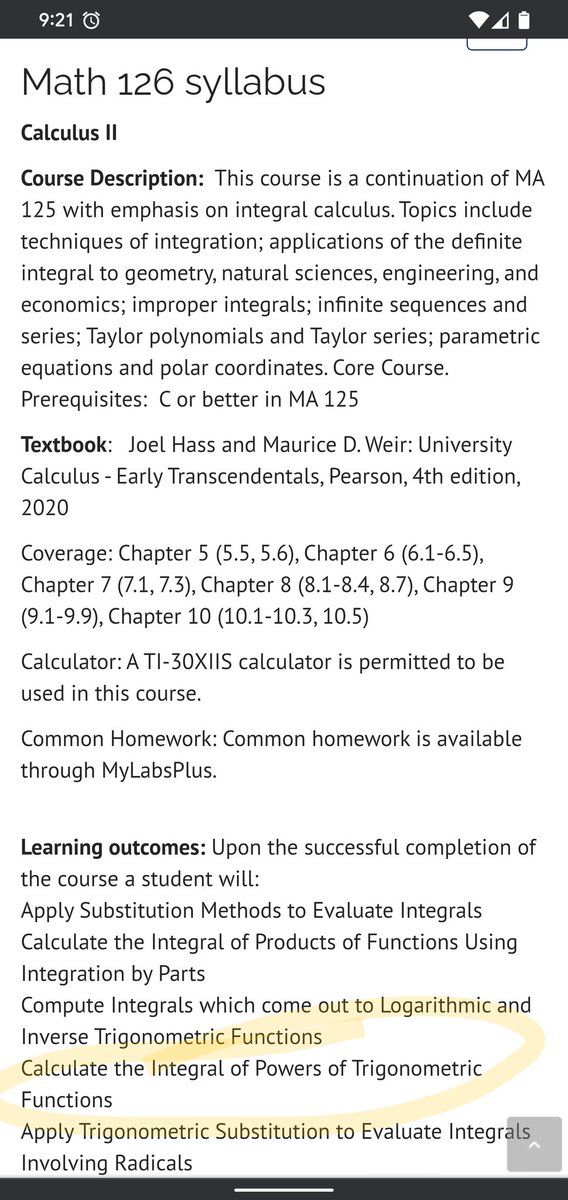 9:21
Math 126 syllabus
Calculus II
Course Description:  This course is a continuation of MA
125 with emphasis on integral calculus. Topics include
techniques of integration; applications of the definite
integral to geometry, natural sciences, engineering, and
economics; improper integrals; infinite sequences and
series; Taylor polynomials and Taylor series; parametric
equations and polar coordinates. Core Course.
Prerequisites:  C or better in MA 125
Textbook:   Joel Hass and Maurice D. Weir: University
Calculus - Early Transcendentals, Pearson, 4th edition,
2020
Coverage: Chapter 5 (5.5, 5.6), Chapter 6 (6.1-6.5),
Chapter 7 (7.1, 7.3), Chapter 8 (8.1-8.4, 8.7), Chapter 9
(9.1-9.9), Chapter 10 (10.1-10.3, 10.5)
Calculator: A TI-30XIIS calculator is permitted to be
used in this course.
Common Homework: Common homework is available
through MyLabsPlus.
Learning outcomes: Upon the successful completion of
the course a student will:
Apply Substitution Methods to Evaluate Integrals
Calculate the Integral of Products of Functions Using
Integration by Parts
Compute Integrals which come out to Logarithmic and
Inverse Trigonometric Functions
Calculate the Integral of Powers of Trigonometric
Functions
Apply Trigonometric Substitution to Evaluate Integrals
Involving Radicals